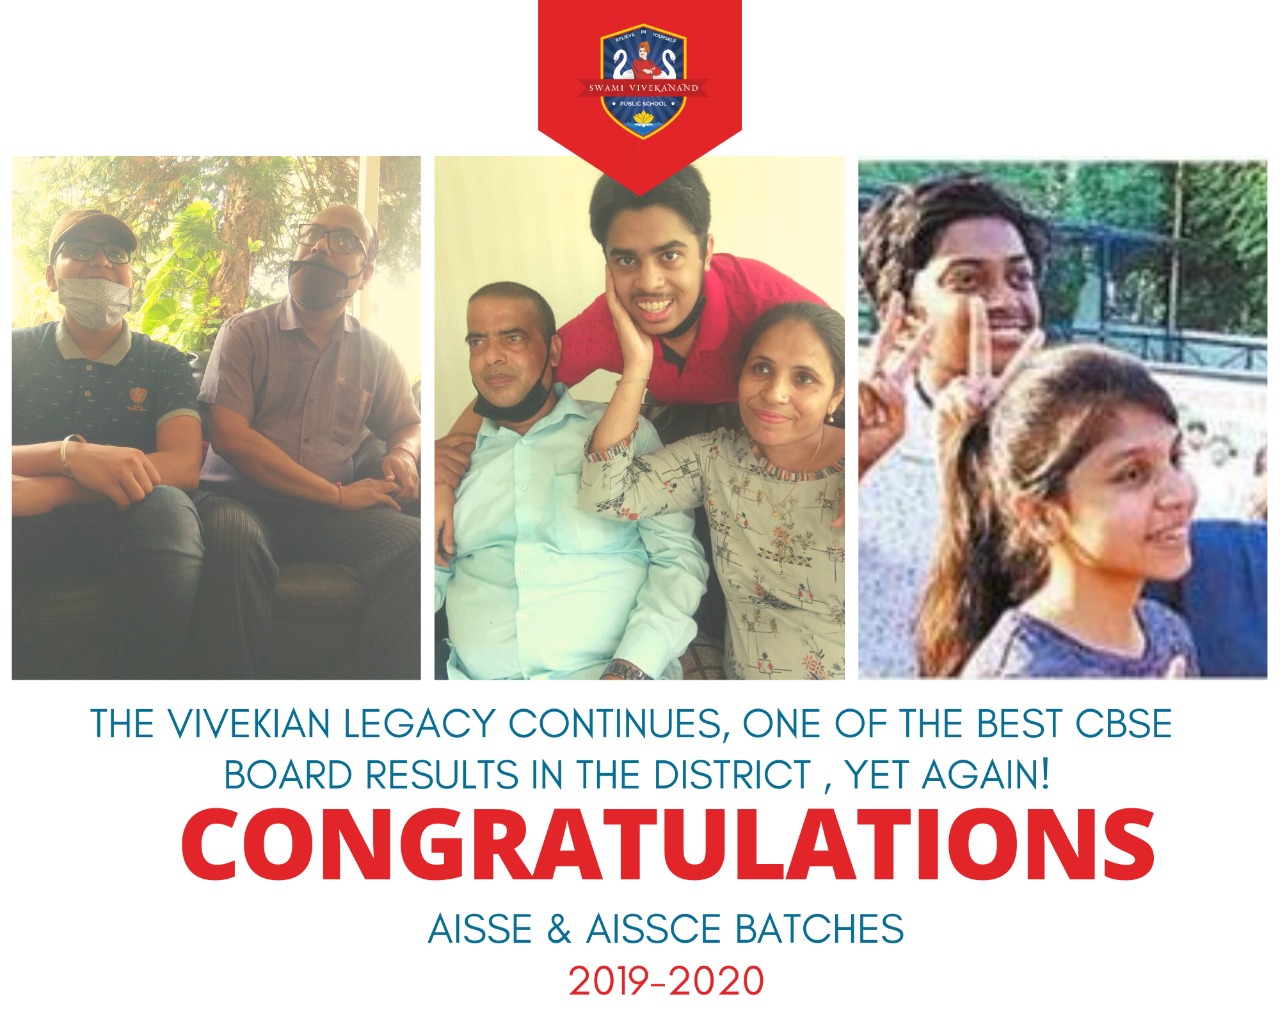 BELIEVE IN YOURSELF
SWAMI VIVEKANAND
• PUBLIC SCHOOL •
THE VIVEKIAN LEGACY CONTINUES, ONE OF THE BEST CBSE
BOARD RESULTS IN THE DISTRICT , YET AGAIN!
CONGRATULATIONS
AISSE & AISSCE BATCHES
2019-2020